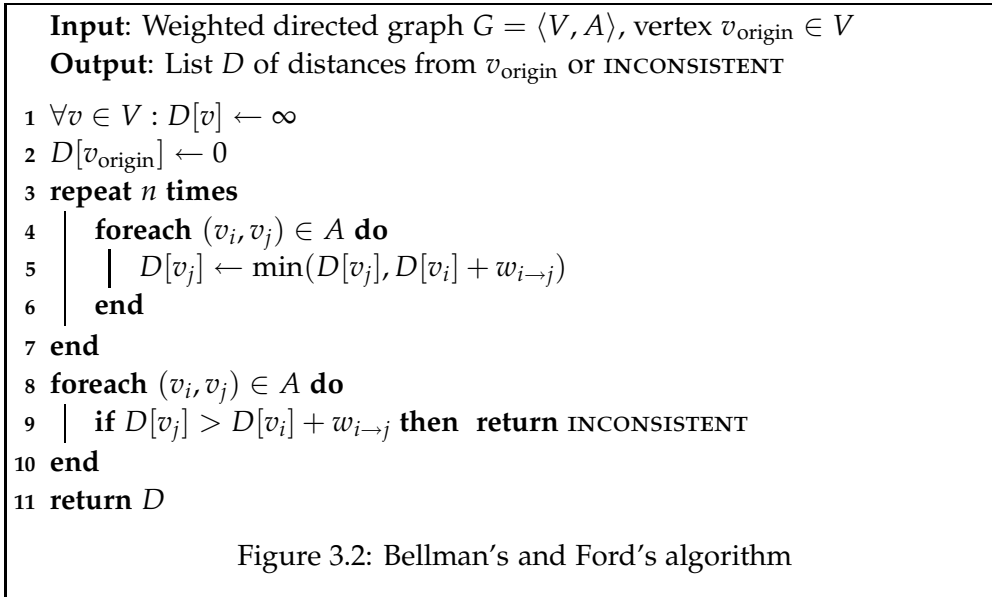 Input: Weighted directed graph G = ⟨V, A⟩, vertex v_origin ∈ V
Output: List D of distances from v_origin or INCONSISTENT
1 ∀v ∈ V : D[v] ← ∞
2 D[v_origin] ← 0
3 repeat n times
4 foreach (v_i, v_j) ∈ A do
5 D[v_j] ← min(D[v_j], D[v_i] + w_{i→j})
6 end
7 end
8 foreach (v_i, v_j) ∈ A do
9 if D[v_j] > D[v_i] + w_{i→j} then return INCONSISTENT
10 end
11 return D
Figure 3.2: Bellman's and Ford's algorithm